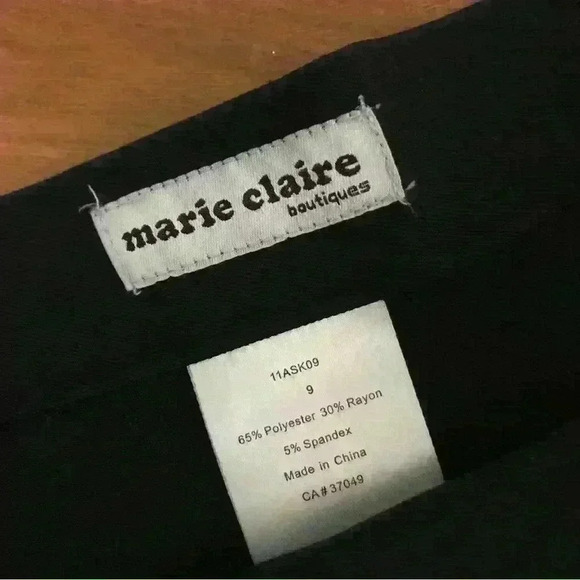 marie claire
boutiques
11ASK09
9
65% Polyester 30% Rayon
5% Spandex
Made in China
CA#37049